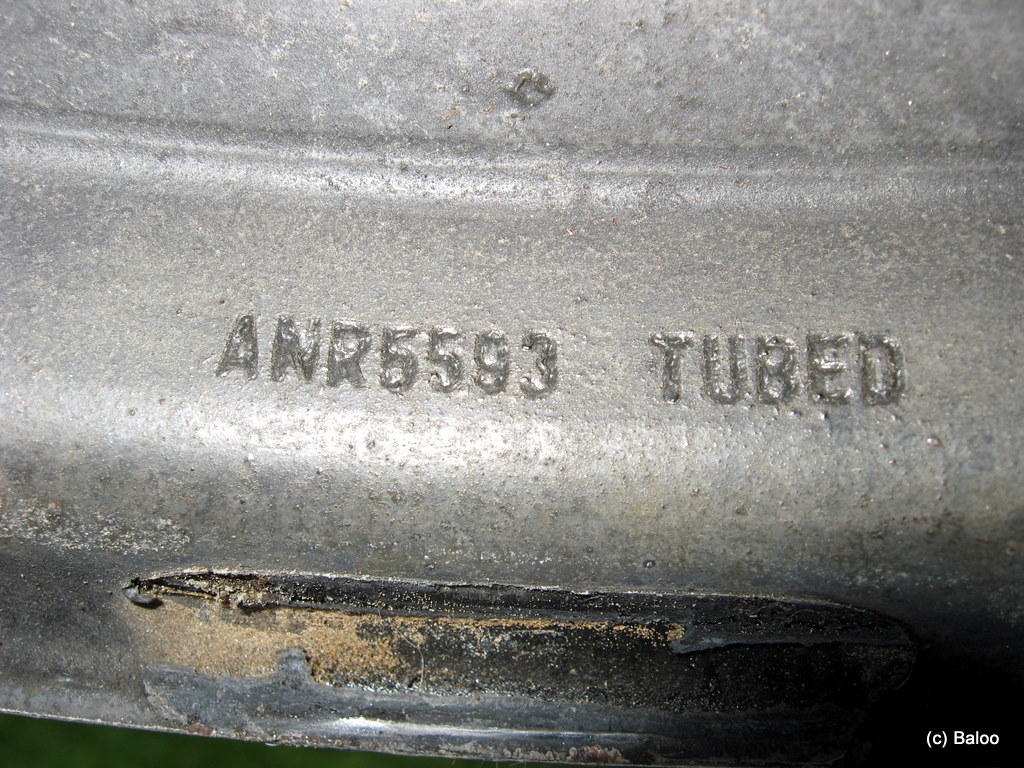 ANR5593 TUBED
(c) Baloo